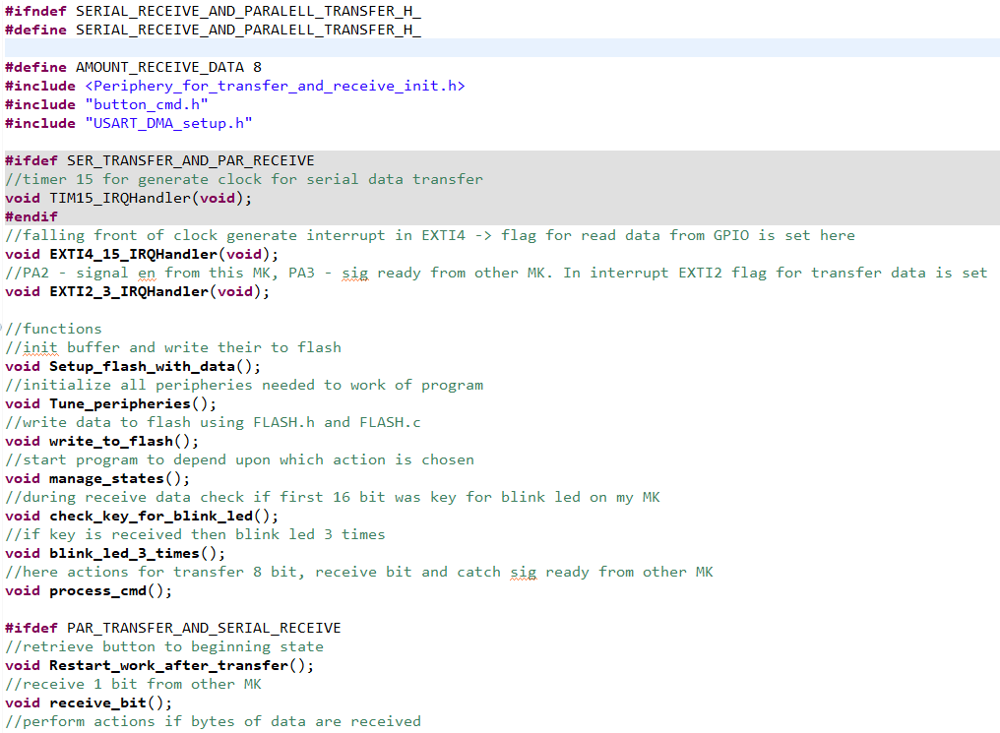 #ifndef SERIAL_RECEIVE_AND_PARALELL_TRANSFER_H_
#define SERIAL_RECEIVE_AND_PARALELL_TRANSFER_H_
#define AMOUNT_RECEIVE_DATA 8
#include <Periphery_for_transfer_and_receive_init.h>
#include "button_cmd.h"
#include "USART_DMA_setup.h"
#ifdef SER_TRANSFER_AND_PAR_RECEIVE
//timer 15 for generate clock for serial data transfer
void TIM15_IRQHandler(void);
#endif
//falling front of clock generate interrupt in EXTI4 -> flag for read data from GPIO is set here
void EXTI4_15_IRQHandler(void);
//PA2 - signal en from this MK, PA3 - sig ready from other MK. In interrupt EXTI2 flag for transfer data is set
void EXTI2_3_IRQHandler(void);
//functions
//init buffer and write their to flash
void Setup_flash_with_data();
//initialize all peripheries needed to work of program
void Tune_peripheries();
//write data to flash using FLASH.h and FLASH.c
void write_to_flash();
//start program to depend upon which action is chosen
void manage_states();
//during receive data check if first 16 bit was key for blink led on my MK
void check_key_for_blink_led();
//if key is received then blink led 3 times
void blink_led_3_times();
//here actions for transfer 8 bit, receive bit and catch sig ready from other MK
void process_cmd();
#ifdef PAR_TRANSFER_AND_SERIAL_RECEIVE
//retrieve button to beginning state
void Restart_work_after_transfer();
//receive 1 bit from other MK
void receive_bit();
//perform actions if bytes of data are received